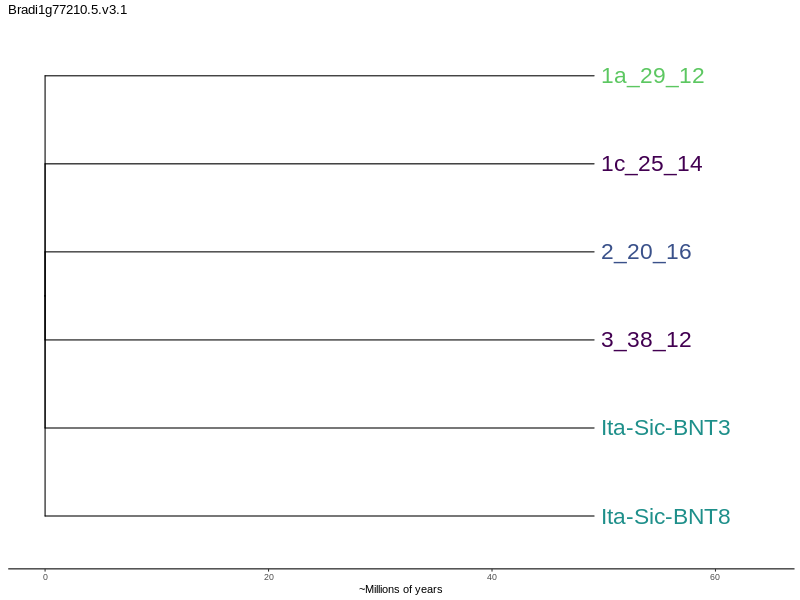 Bradi1g77210.5.v3.1
1a_29_12
1c_25_14
2_20_16
3_38_12
Ita-Sic-BNT3
Ita-Sic-BNT8
0 20 40 60
~Millions of years